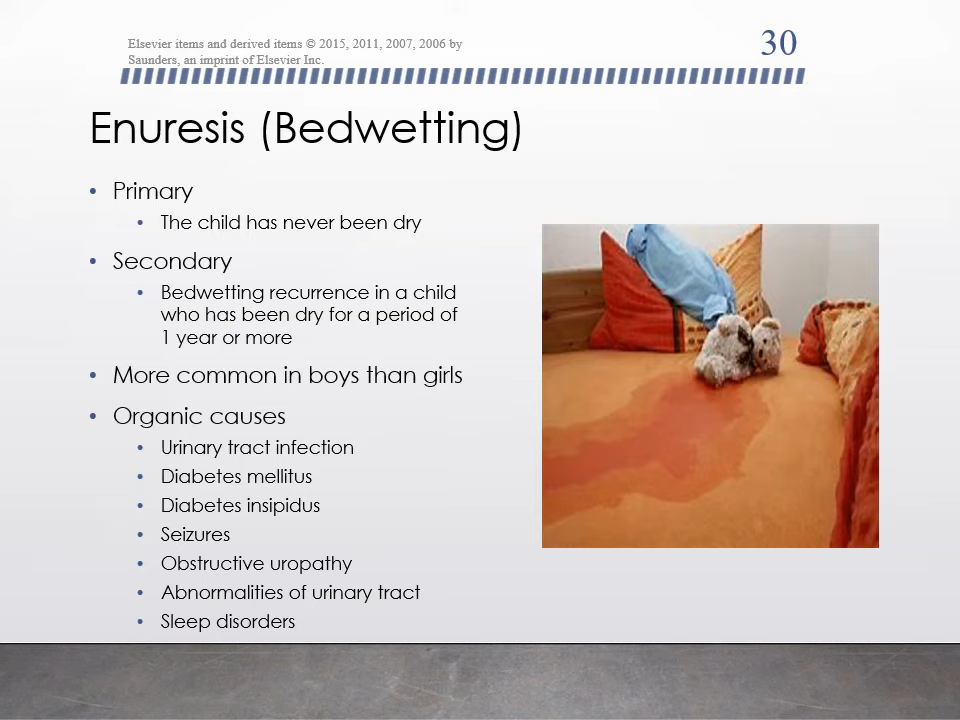 Elsevier items and derived items © 2015, 2011, 2007, 2006 by
Saunders, an imprint of Elsevier Inc.
30
Enuresis (Bedwetting)
• Primary
• The child has never been dry
• Secondary
• Bedwetting recurrence in a child
who has been dry for a period of
1 year or more
• More common in boys than girls
• Organic causes
• Urinary tract infection
• Diabetes mellitus
• Diabetes insipidus
• Seizures
• Obstructive uropathy
• Abnormalities of urinary tract
• Sleep disorders